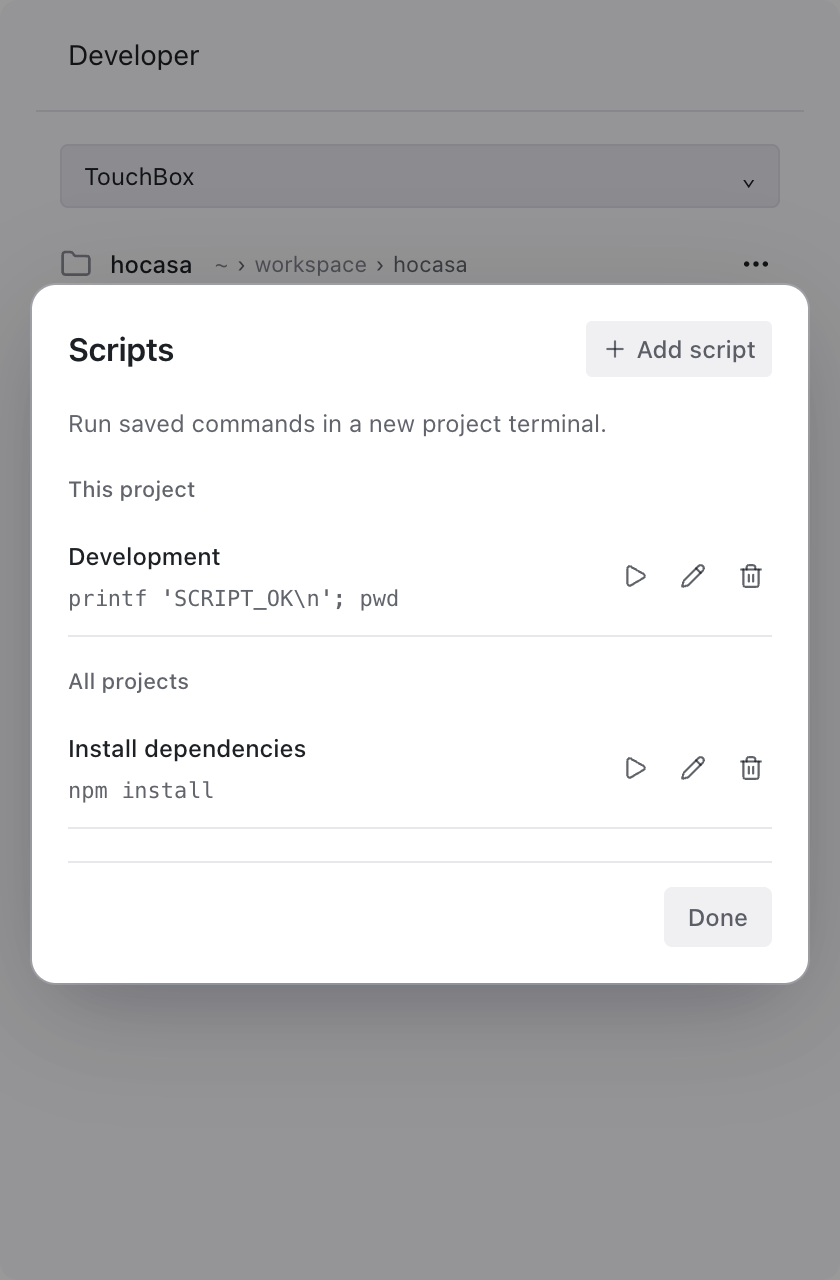 Developer
TouchBox
hocasa ~ › workspace › hocasa
Scripts
+ Add script
Run saved commands in a new project terminal.
This project
Development
printf 'SCRIPT_OK\n'; pwd
All projects
Install dependencies
npm install
Done